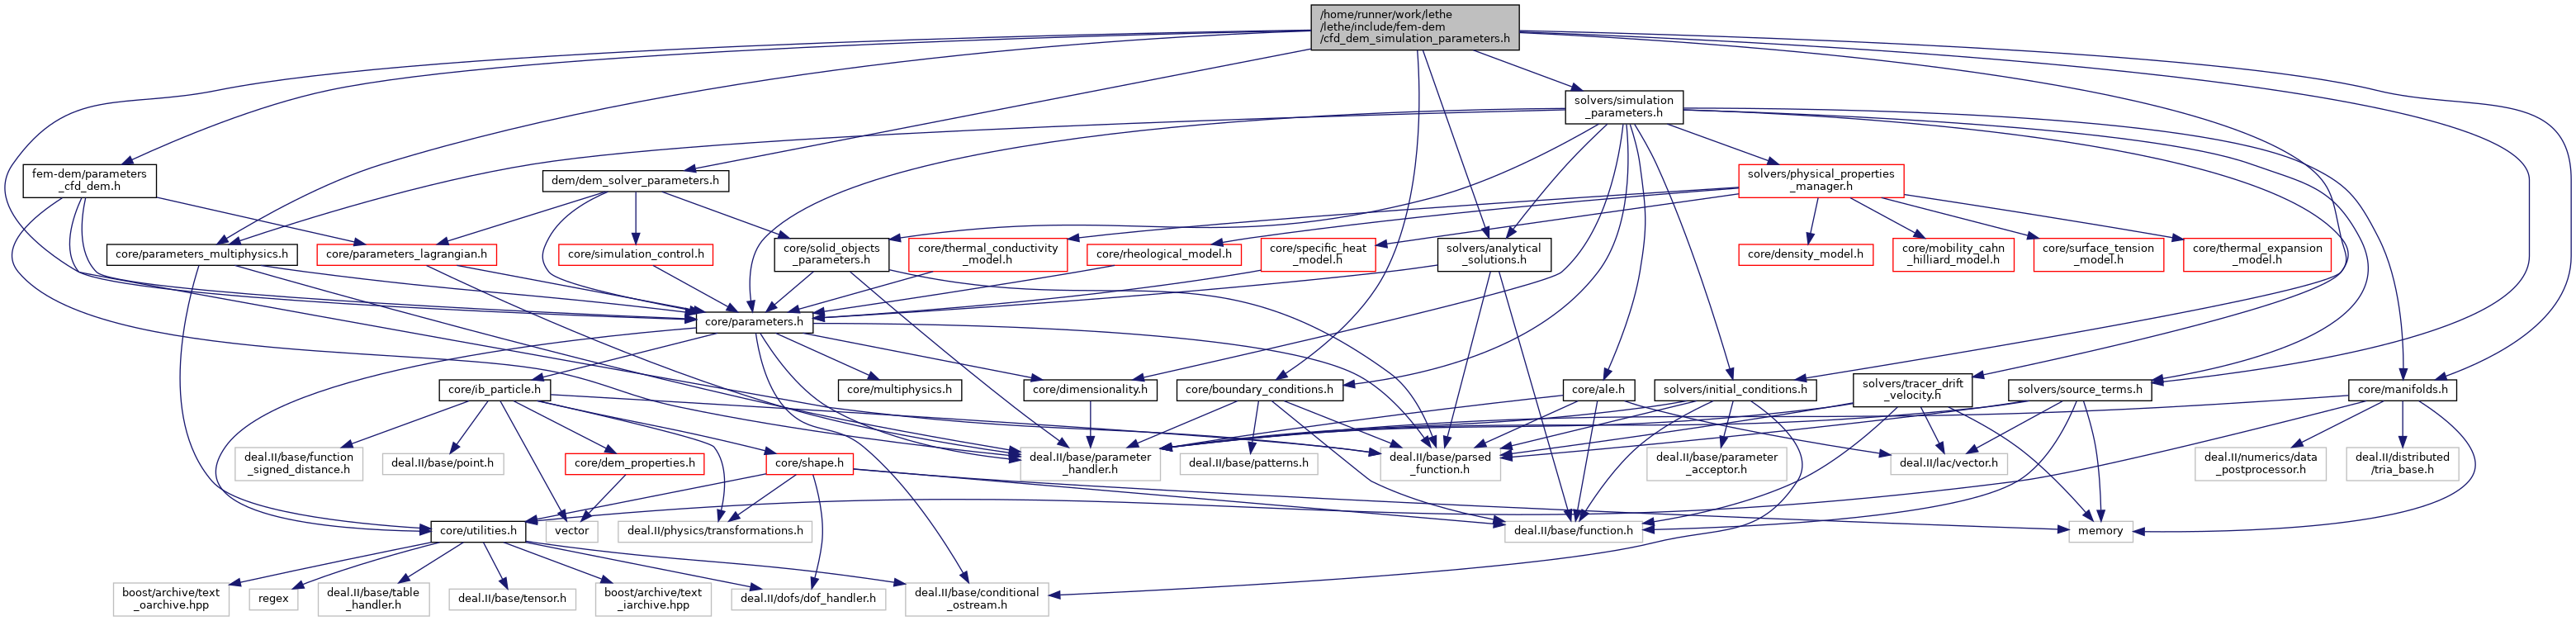 /home/runner/work/lethe
/lethe/include/fem-dem
/cfd_dem_simulation_parameters.h
solvers/simulation
_parameters.h
fem-dem/parameters
_cfd_dem.h
dem/dem_solver_parameters.h
solvers/physical_properties
_manager.h
core/parameters_multiphysics.h
core/parameters_lagrangian.h
core/simulation_control.h
core/solid_objects
_parameters.h
core/thermal_conductivity
_model.h
core/rheological_model.h
core/specific_heat
_model.h
solvers/analytical
_solutions.h
core/density_model.h
core/mobility_cahn
_hilliard_model.h
core/surface_tension
_model.h
core/thermal_expansion
_model.h
core/parameters.h
core/ib_particle.h
core/multiphysics.h
core/dimensionality.h
core/boundary_conditions.h
core/ale.h
solvers/initial_conditions.h
solvers/tracer_drift
_velocity.h
solvers/source_terms.h
core/manifolds.h
deal.II/base/function
_signed_distance.h
deal.II/base/point.h
core/dem_properties.h
core/shape.h
deal.II/base/parameter
_handler.h
deal.II/base/patterns.h
deal.II/base/parsed
_function.h
deal.II/base/parameter
_acceptor.h
deal.II/lac/vector.h
deal.II/numerics/data
_postprocessor.h
deal.II/distributed
/tria_base.h
core/utilities.h
vector
deal.II/physics/transformations.h
deal.II/base/function.h
memory
boost/archive/text
_oarchive.hpp
regex
deal.II/base/table
_handler.h
deal.II/base/tensor.h
boost/archive/text
_iarchive.hpp
deal.II/dofs/dof_handler.h
deal.II/base/conditional
_ostream.h